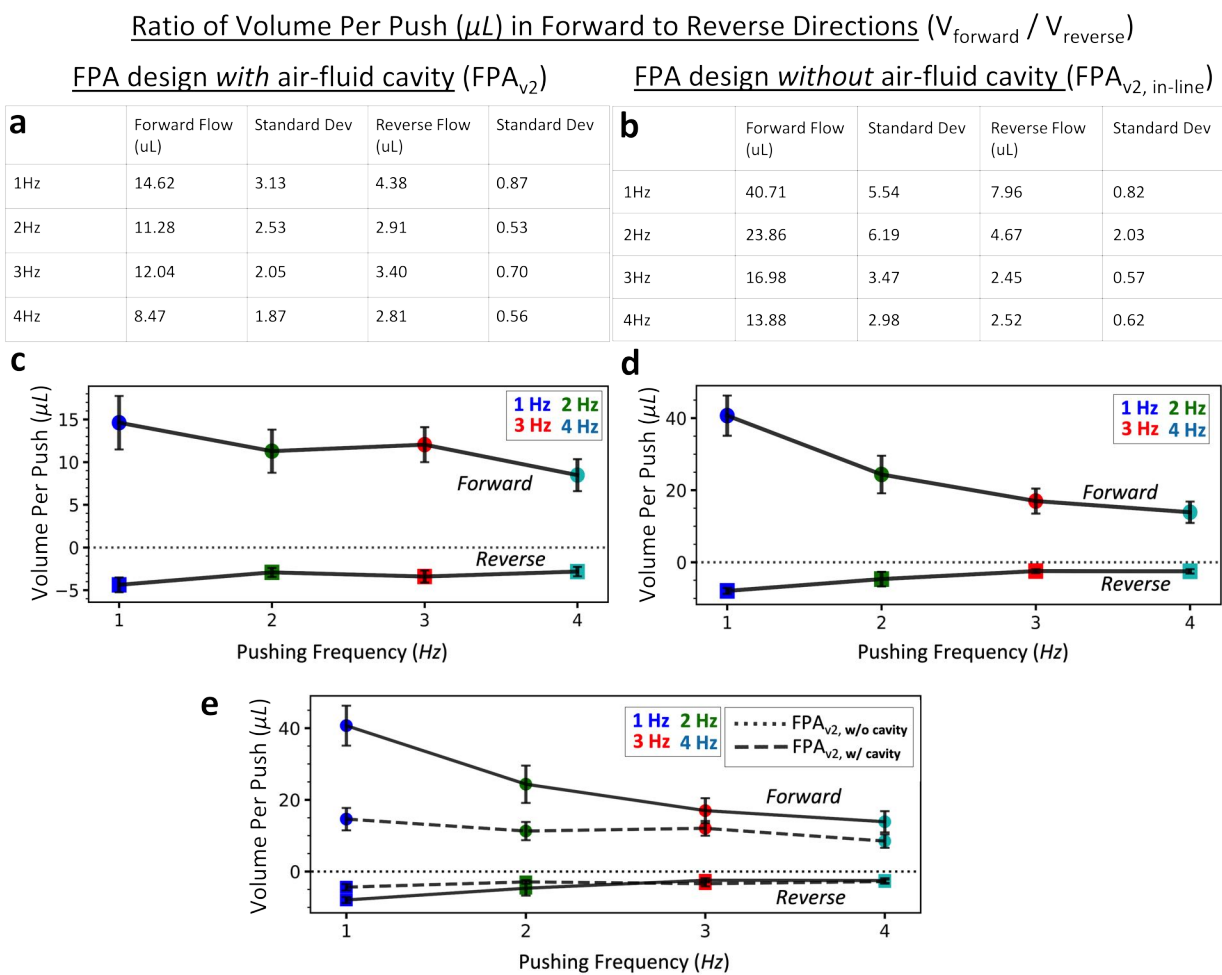 Ratio of Volume Per Push (μL) in Forward to Reverse Directions (Vforward / Vreverse)
FPA design with air-fluid cavity (FPAv2)
FPA design without air-fluid cavity (FPAv2, in-line)
a
Forward Flow (uL) Standard Dev Reverse Flow (uL) Standard Dev
1Hz 14.62 3.13 4.38 0.87
2Hz 11.28 2.53 2.91 0.53
3Hz 12.04 2.05 3.40 0.70
4Hz 8.47 1.87 2.81 0.56
b
Forward Flow (uL) Standard Dev Reverse Flow (uL) Standard Dev
1Hz 40.71 5.54 7.96 0.82
2Hz 23.86 6.19 4.67 2.03
3Hz 16.98 3.47 2.45 0.57
4Hz 13.88 2.98 2.52 0.62
c
Volume Per Push (μL)
15
10
5
0
−5
1 Hz 2 Hz
3 Hz 4 Hz
Forward
Reverse
1 2 3 4
Pushing Frequency (Hz)
d
Volume Per Push (μL)
40
20
0
1 Hz 2 Hz
3 Hz 4 Hz
Forward
Reverse
1 2 3 4
Pushing Frequency (Hz)
e
Volume Per Push (μL)
40
20
0
1 Hz 2 Hz
3 Hz 4 Hz
FPAv2, w/o cavity
FPAv2, w/ cavity
Forward
Reverse
1 2 3 4
Pushing Frequency (Hz)